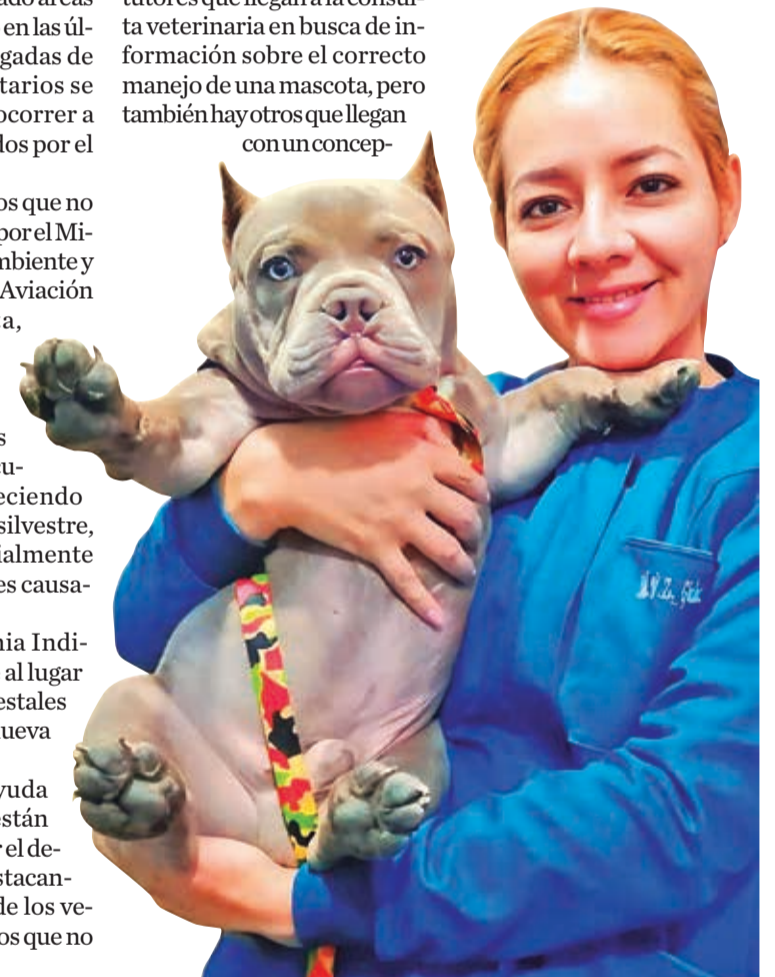 en las úl-
gadas de
tarios se
ocorrer a
dos por el
os que no
por el Mi-
mbiente y
Aviación
a,
s
cu-
eciendo
silvestre,
ialmente
es causa-
nia Indi-
al lugar
estales
ueva
yuda
están
r el de-
stacan-
de los ve-
os que no
tutores que llegan a la consul-
ta veterinaria en busca de in-
formación sobre el correcto
manejo de una mascota, pero
también hay otros que llegan
con un concep-